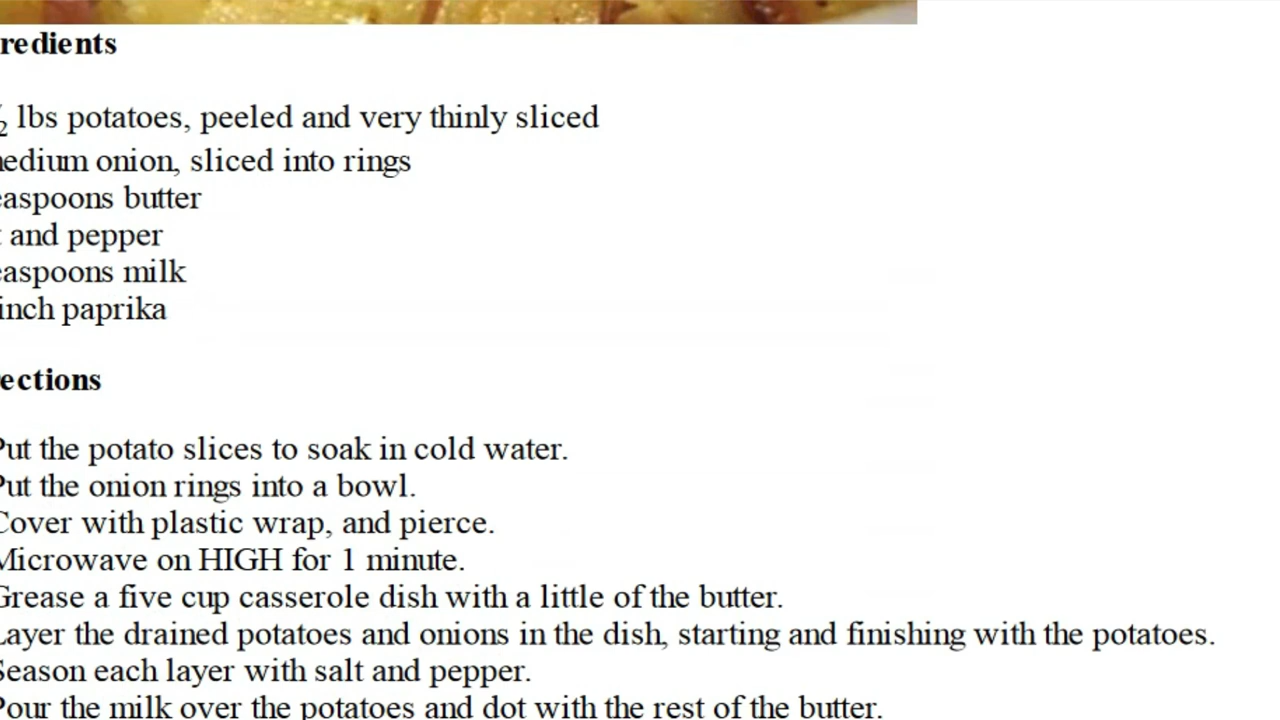 redients
lbs potatoes, peeled and very thinly sliced
edium onion, sliced into rings
easpoons butter
and pepper
easpoons milk
inch paprika
ections
Put the potato slices to soak in cold water.
Put the onion rings into a bowl.
Cover with plastic wrap, and pierce.
Microwave on HIGH for 1 minute.
Grease a five cup casserole dish with a little of the butter.
Layer the drained potatoes and onions in the dish, starting and finishing with the potatoes.
Season each layer with salt and pepper.
Pour the milk over the potatoes and dot with the rest of the butter.